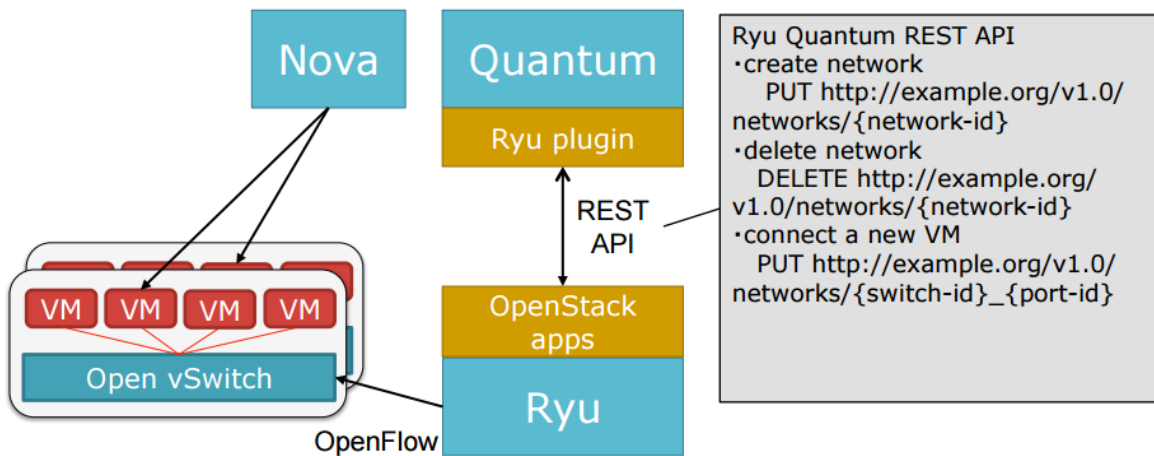 Nova
Quantum
Ryu plugin
REST
API
OpenStack
apps
Ryu
OpenFlow
VM VM VM VM
Open vSwitch
Ryu Quantum REST API
・create network
PUT http://example.org/v1.0/
networks/{network-id}
・delete network
DELETE http://example.org/
v1.0/networks/{network-id}
・connect a new VM
PUT http://example.org/v1.0/
networks/{switch-id}_{port-id}